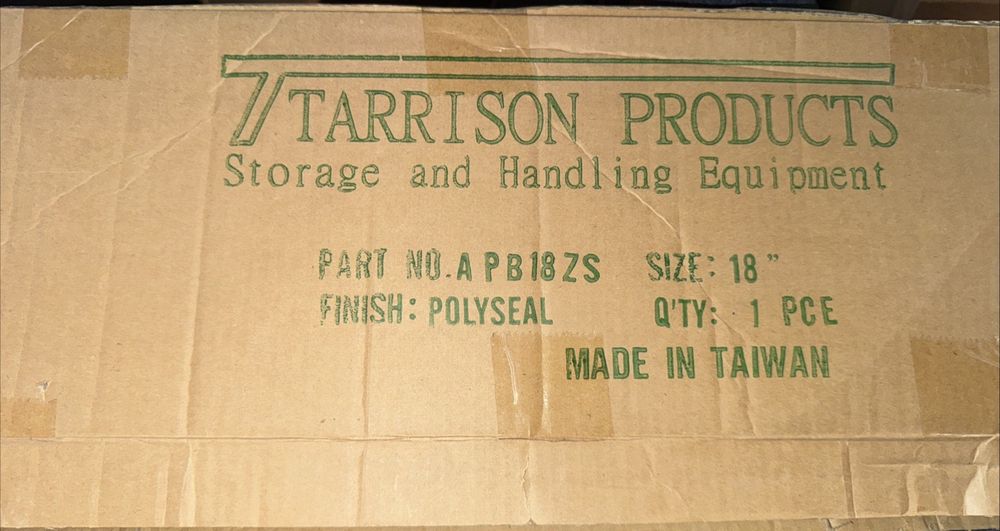 TARRISON PRODUCTS
Storage and Handling Equipment
PART NO. A PB18ZS SIZE: 18"
FINISH: POLYSEAL Q'TY: 1 PCE
MADE IN TAIWAN